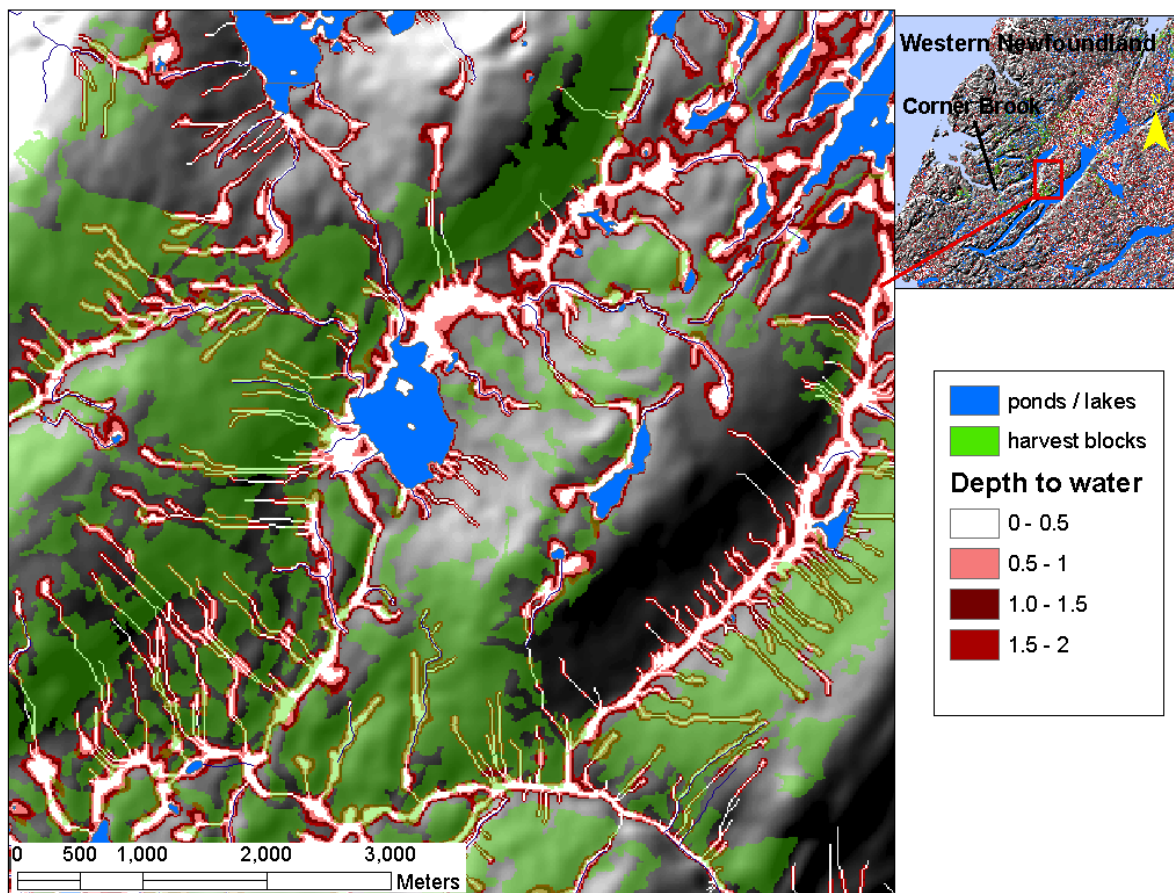 Western Newfoundland
Corner Brook
N
ponds / lakes
harvest blocks
Depth to water
0 - 0.5
0.5 - 1
1.0 - 1.5
1.5 - 2
0 500 1,000 2,000 3,000
Meters